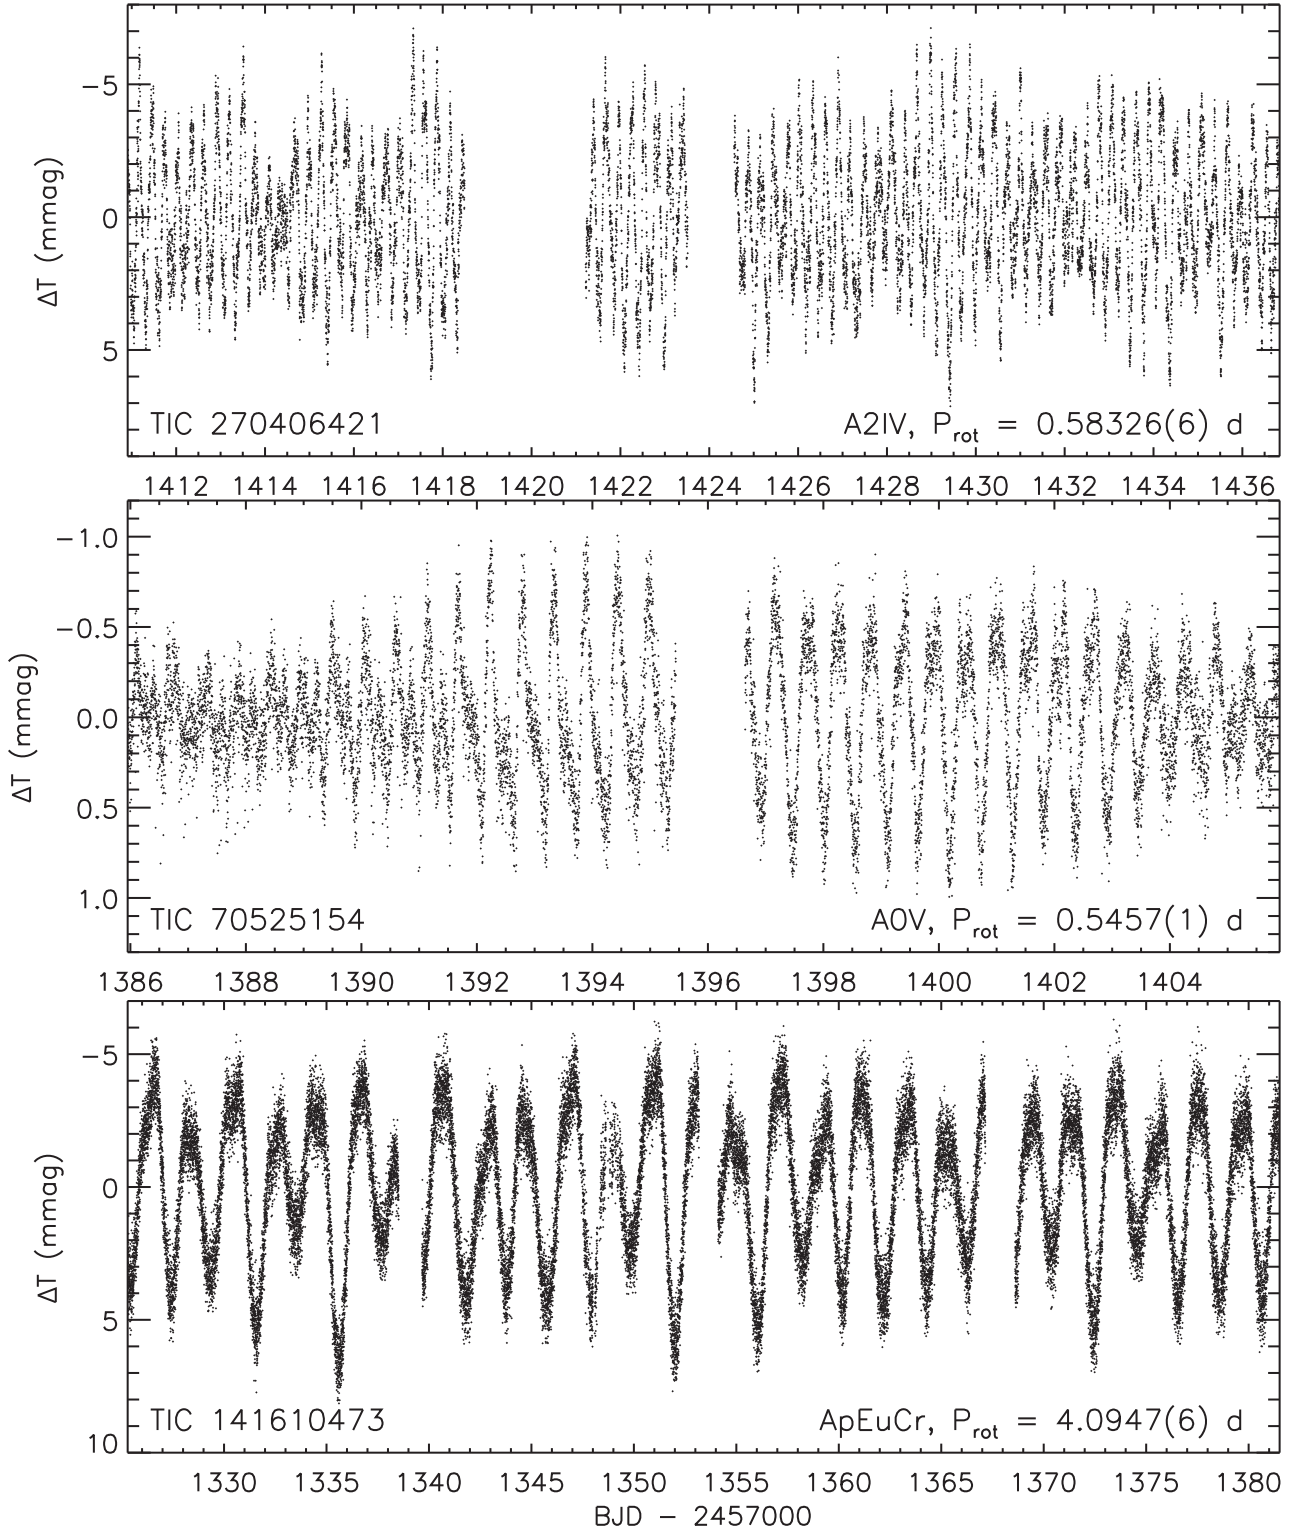 −5
0
5
ΔT (mmag)
TIC 270406421
A2IV, Prot = 0.58326(6) d
1412 1414 1416 1418 1420 1422 1424 1426 1428 1430 1432 1434 1436
−1.0
−0.5
0.0
0.5
1.0
ΔT (mmag)
TIC 70525154
A0V, Prot = 0.5457(1) d
1386 1388 1390 1392 1394 1396 1398 1400 1402 1404
−5
0
5
10
ΔT (mmag)
TIC 141610473
ApEuCr, Prot = 4.0947(6) d
1330 1335 1340 1345 1350 1355 1360 1365 1370 1375 1380
BJD − 2457000